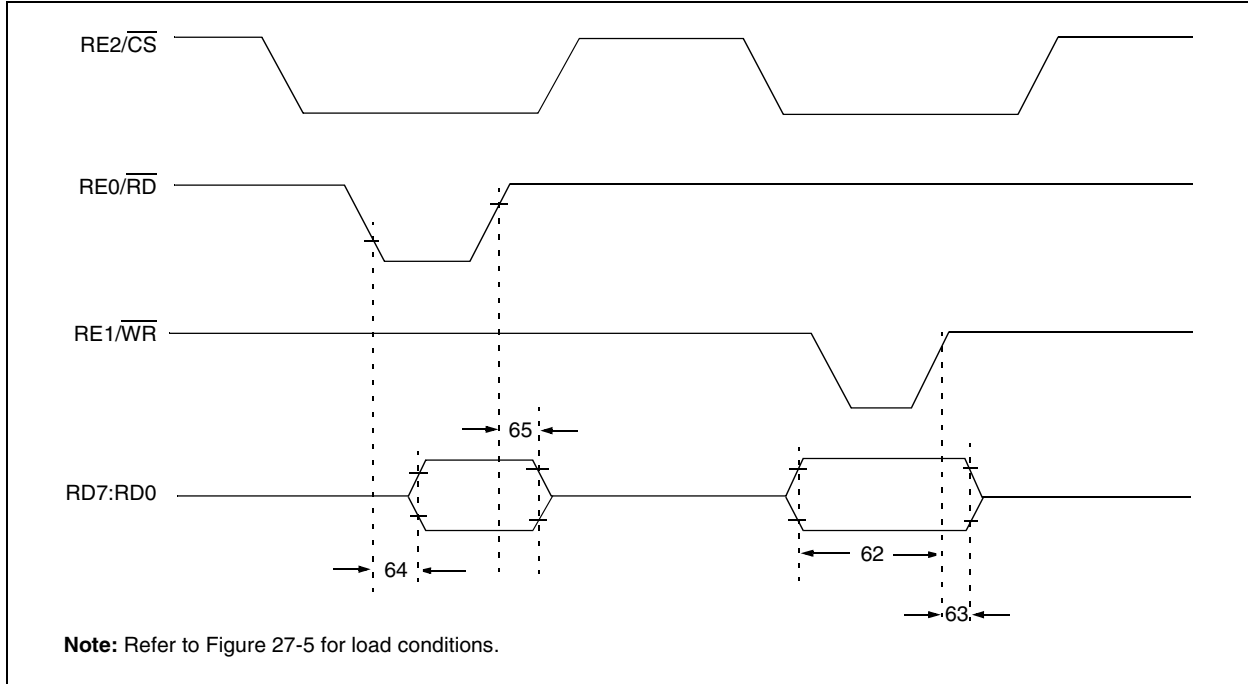 RE2/CS
RE0/RD
RE1/WR
65
RD7:RD0
62
64
63
Note: Refer to Figure 27-5 for load conditions.